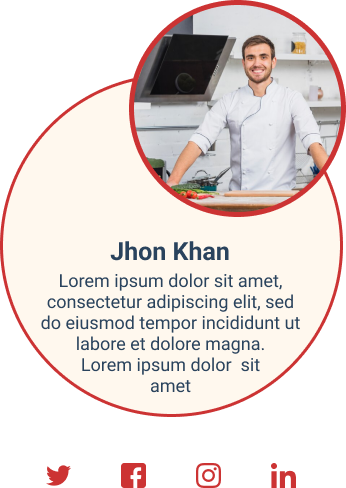 Jhon Khan
Lorem ipsum dolor sit amet,
consectetur adipiscing elit, sed
do eiusmod tempor incididunt ut
labore et dolore magna.
Lorem ipsum dolor  sit
amet